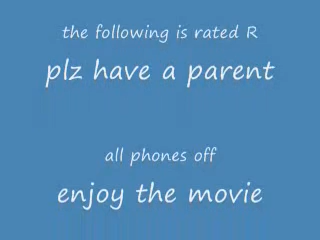 the following is rated R
plz have a parent
all phones off
enjoy the movie